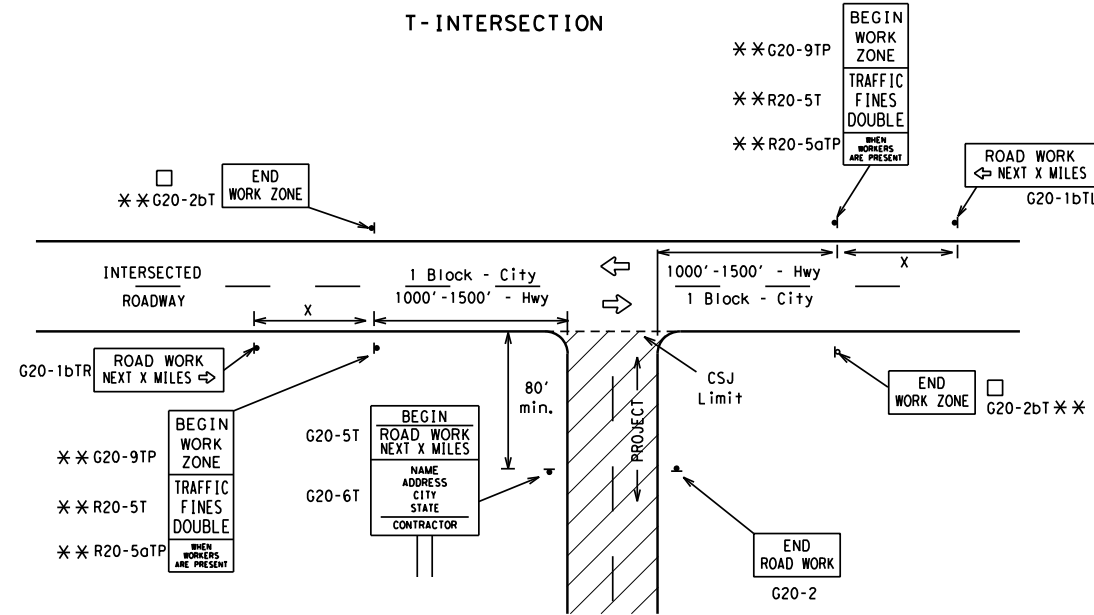 T-INTERSECTION
BEGIN
WORK
ZONE
TRAFFIC
FINES
DOUBLE
WHEN
WORKERS
ARE PRESENT
**G20-9TP
**R20-5T
**R20-5aTP
ROAD WORK
⇦ NEXT X MILES
G20-1bTL
END
WORK ZONE
□
**G20-2bT
INTERSECTED
ROADWAY
1 Block - City
1000'-1500' - Hwy
X
1000'-1500' - Hwy
1 Block - City
X
G20-1bTR
ROAD WORK
NEXT X MILES ⇨
80'
min.
CSJ
Limit
PROJECT
END
WORK ZONE
□
G20-2bT**
BEGIN
WORK
ZONE
TRAFFIC
FINES
DOUBLE
WHEN
WORKERS
ARE PRESENT
**G20-9TP
**R20-5T
**R20-5aTP
G20-5T
G20-6T
BEGIN
ROAD WORK
NEXT X MILES
NAME
ADDRESS
CITY
STATE
CONTRACTOR
END
ROAD WORK
G20-2